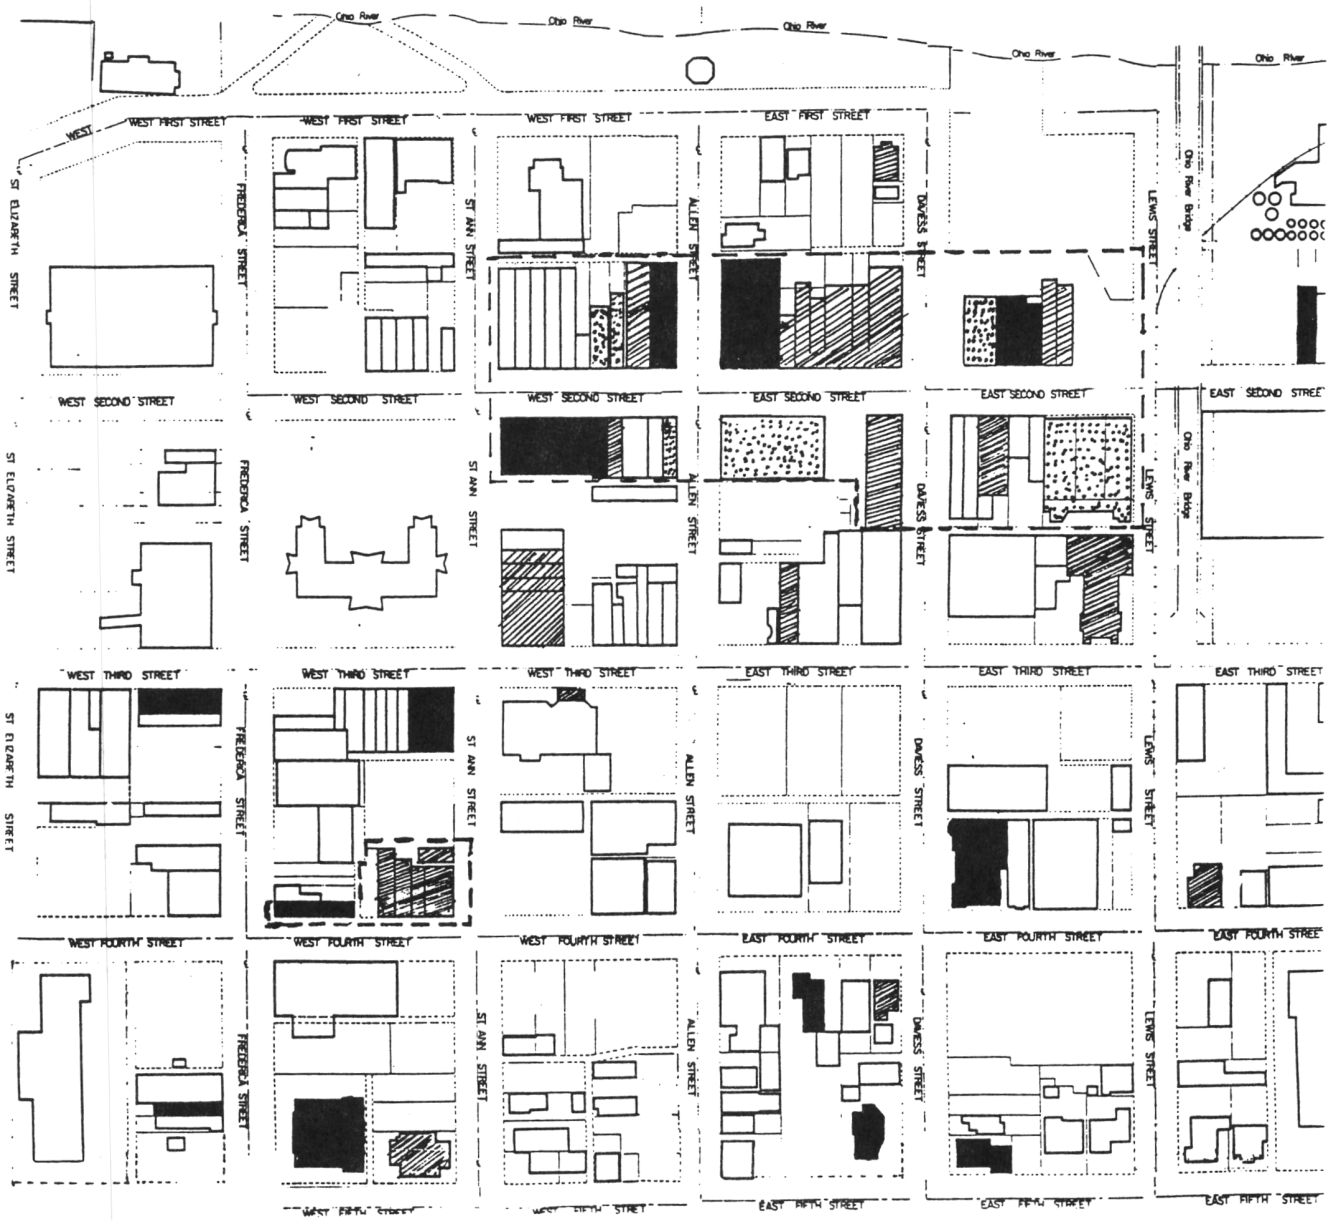 Ohio River
Ohio River
Ohio River
Ohio River
Ohio River
WEST
WEST FIRST STREET
WEST FIRST STREET
WEST FIRST STREET
EAST FIRST STREET
ST ELIZABETH STREET
FREDERICA STREET
ST ANN STREET
ALLEN STREET
DAVIESS STREET
LEWIS STREET
Ohio River Bridge
WEST SECOND STREET
WEST SECOND STREET
WEST SECOND STREET
EAST SECOND STREET
EAST SECOND STREET
EAST SECOND STREET
ST ELIZABETH STREET
FREDERICA STREET
ST ANN STREET
ALLEN STREET
DAVIESS STREET
LEWIS STREET
Ohio River Bridge
WEST THIRD STREET
WEST THIRD STREET
WEST THIRD STREET
EAST THIRD STREET
EAST THIRD STREET
EAST THIRD STREET
ST ELIZABETH STREET
FREDERICA STREET
ST ANN STREET
ALLEN STREET
DAVIESS STREET
LEWIS STREET
WEST FOURTH STREET
WEST FOURTH STREET
WEST FOURTH STREET
EAST FOURTH STREET
EAST FOURTH STREET
EAST FOURTH STREET
FREDERICA STREET
ST ANN STREET
ALLEN STREET
DAVIESS STREET
LEWIS STREET
WEST FIFTH STREET
WEST FIFTH STREET
EAST FIFTH STREET
EAST FIFTH STREET
EAST FIFTH STREET